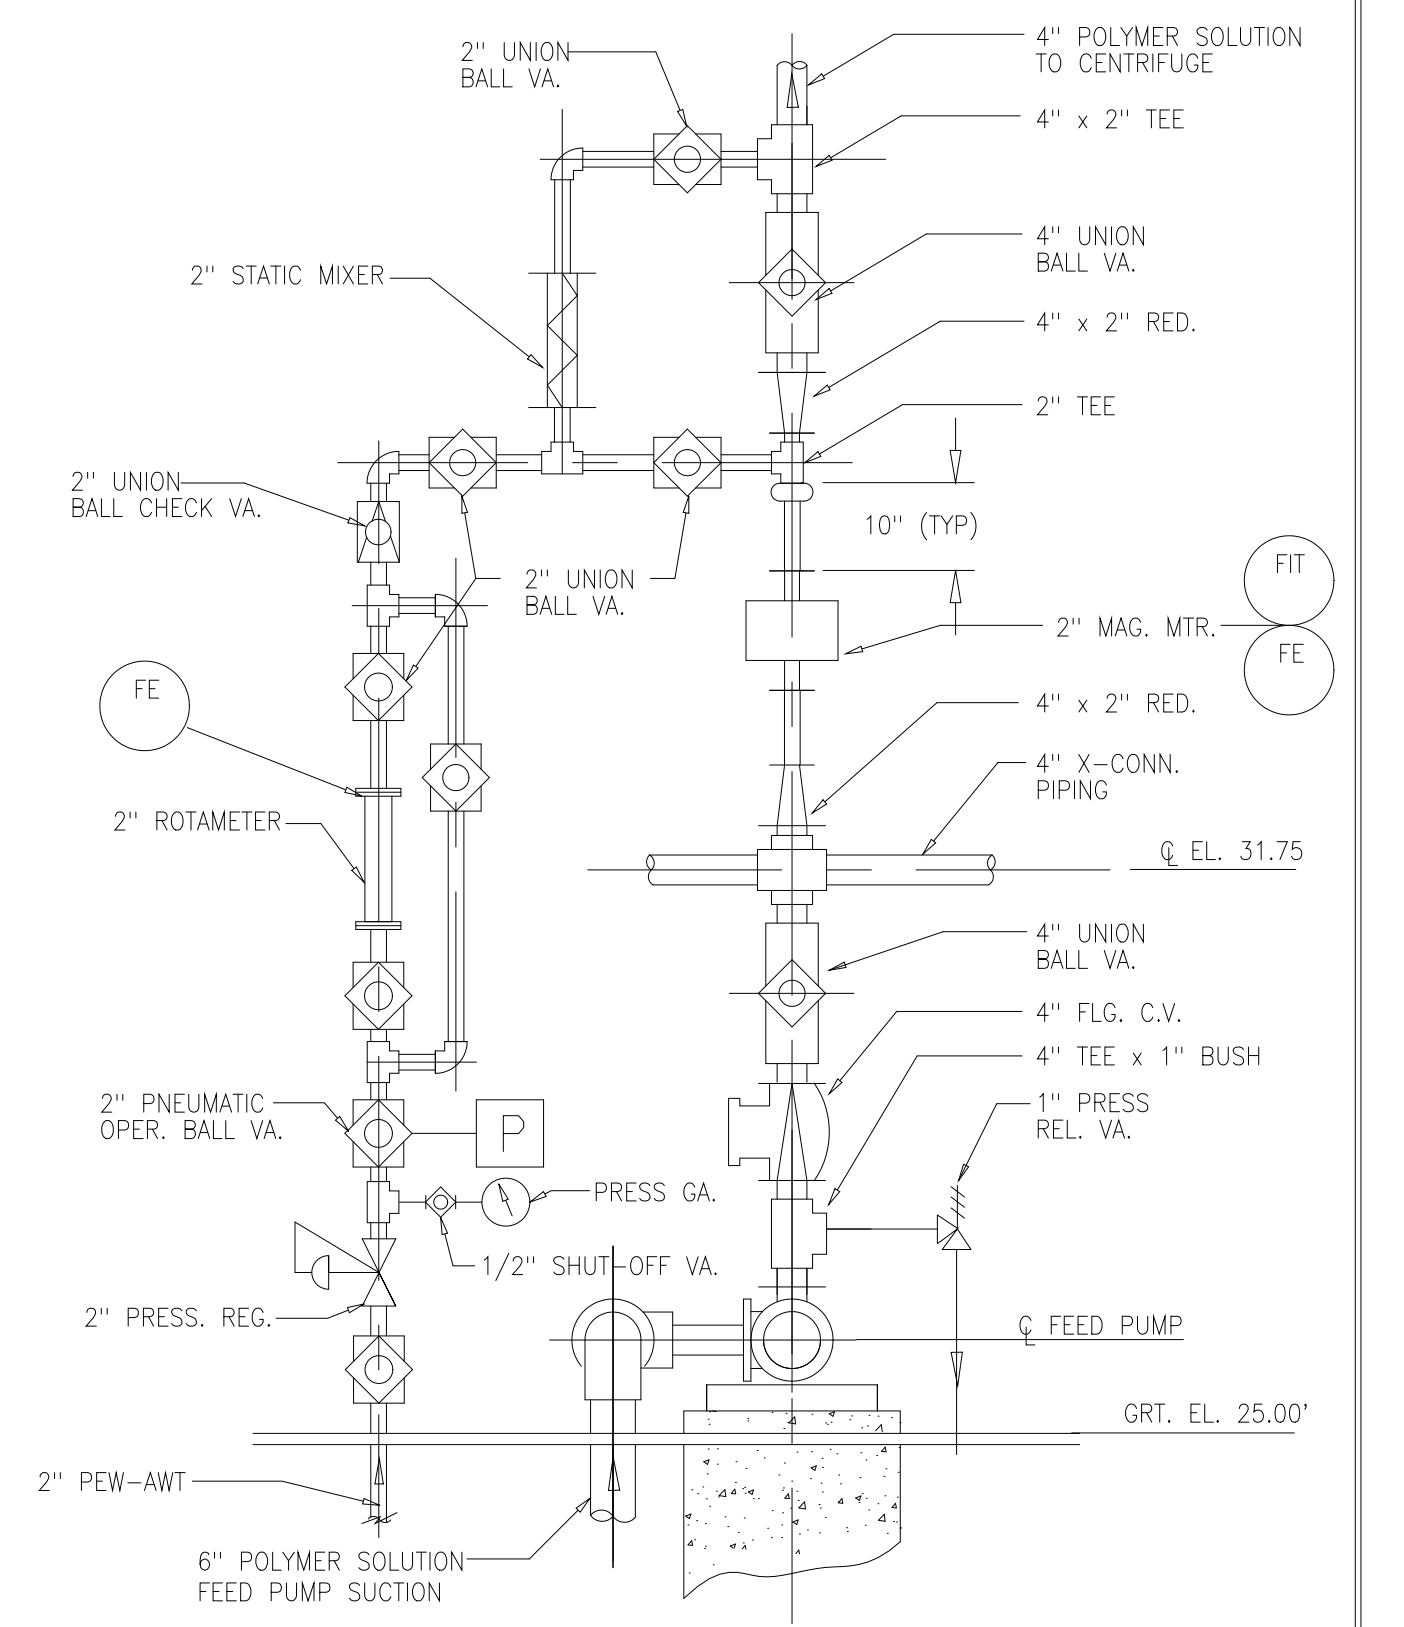 2" UNION
BALL VA.
4" POLYMER SOLUTION
TO CENTRIFUGE
4" x 2" TEE
4" UNION
BALL VA.
2" STATIC MIXER
4" x 2" RED.
2" TEE
2" UNION
BALL CHECK VA.
10" (TYP)
2" UNION
BALL VA.
FIT
2" MAG. MTR.
FE
FE
4" x 2" RED.
4" X-CONN.
PIPING
2" ROTAMETER
℄ EL. 31.75
4" UNION
BALL VA.
4" FLG. C.V.
4" TEE x 1" BUSH
2" PNEUMATIC
OPER. BALL VA.
P
1" PRESS
REL. VA.
PRESS GA.
1/2" SHUT-OFF VA.
2" PRESS. REG.
℄ FEED PUMP
GRT. EL. 25.00'
2" PEW-AWT
6" POLYMER SOLUTION
FEED PUMP SUCTION